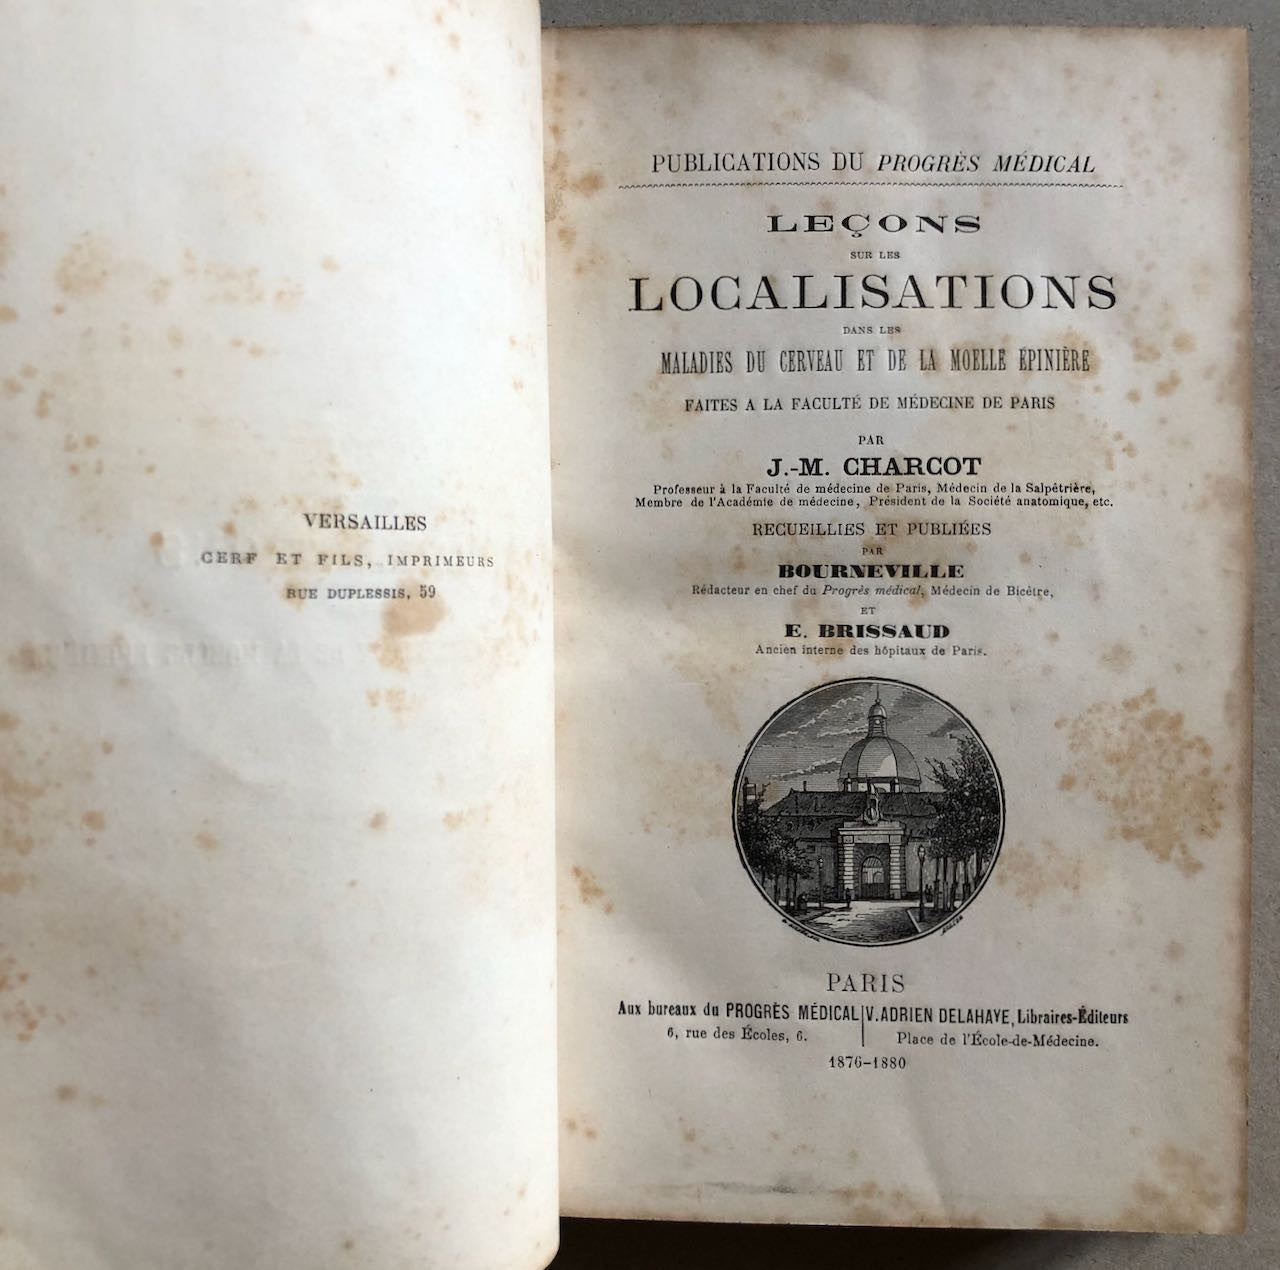 VERSAILLES
CERF ET FILS, IMPRIMEURS
RUE DUPLESSIS, 59
PUBLICATIONS DU PROGRÈS MÉDICAL
LEÇONS
SUR LES
LOCALISATIONS
DANS LES
MALADIES DU CERVEAU ET DE LA MOELLE ÉPINIÈRE
FAITES A LA FACULTÉ DE MÉDECINE DE PARIS
PAR
J.-M. CHARCOT
Professeur à la Faculté de médecine de Paris, Médecin de la Salpêtrière,
Membre de l'Académie de médecine, Président de la Société anatomique, etc.
RECUEILLIES ET PUBLIÉES
PAR
BOURNEVILLE
Rédacteur en chef du Progrès médical, Médecin de Bicêtre,
ET
E. BRISSAUD
Ancien interne des hôpitaux de Paris.
PARIS
Aux bureaux du PROGRÈS MÉDICAL
6, rue des Écoles, 6.
V. ADRIEN DELAHAYE, Libraires-Éditeurs
Place de l'École-de-Médecine.
1876-1880